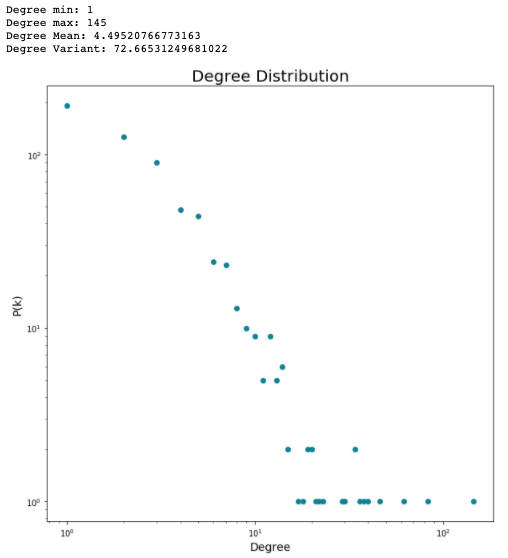 Degree min: 1
Degree max: 145
Degree Mean: 4.49520766773163
Degree Variant: 72.66531249681022
Degree Distribution
10²
10¹
10⁰
P(k)
10⁰ 10¹ 10²
Degree